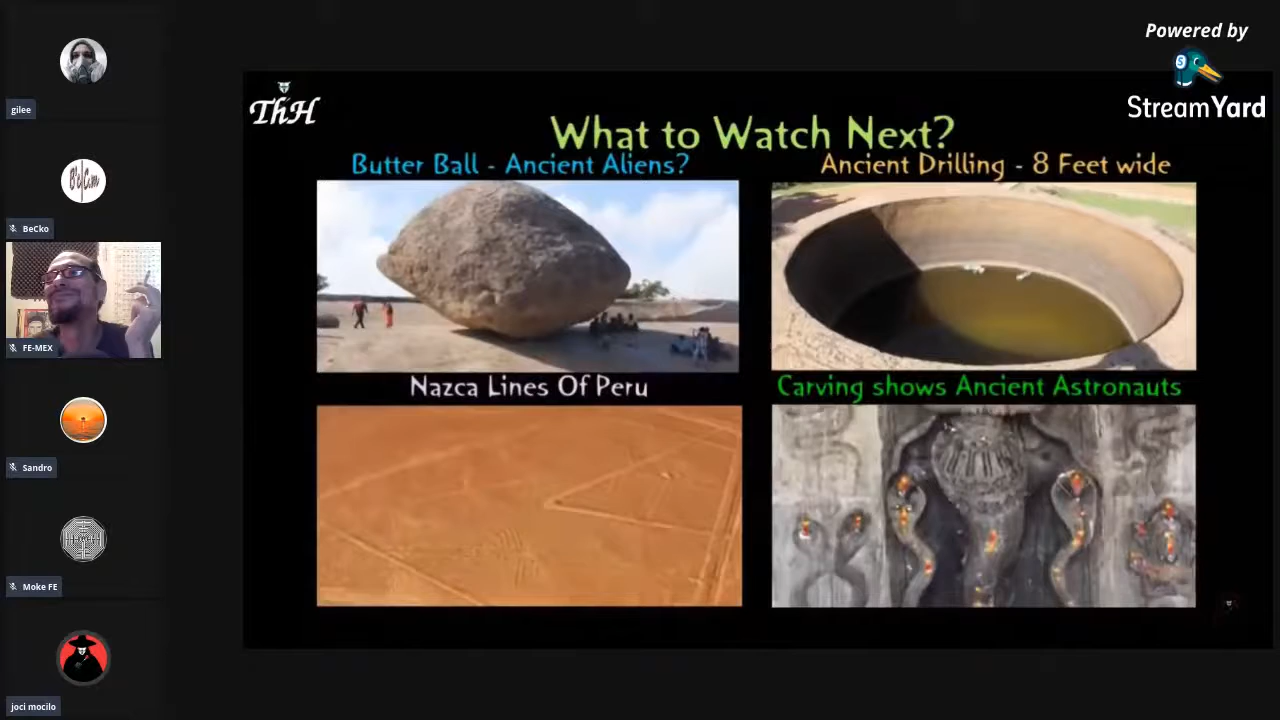 Powered by
StreamYard
ThH
What to Watch Next?
Butter Ball - Ancient Aliens?
Ancient Drilling - 8 Feet wide
Nazca Lines Of Peru
Carving shows Ancient Astronauts
gilee
BeCko
FE-MEX
Sandro
Moke FE
joci mocilo